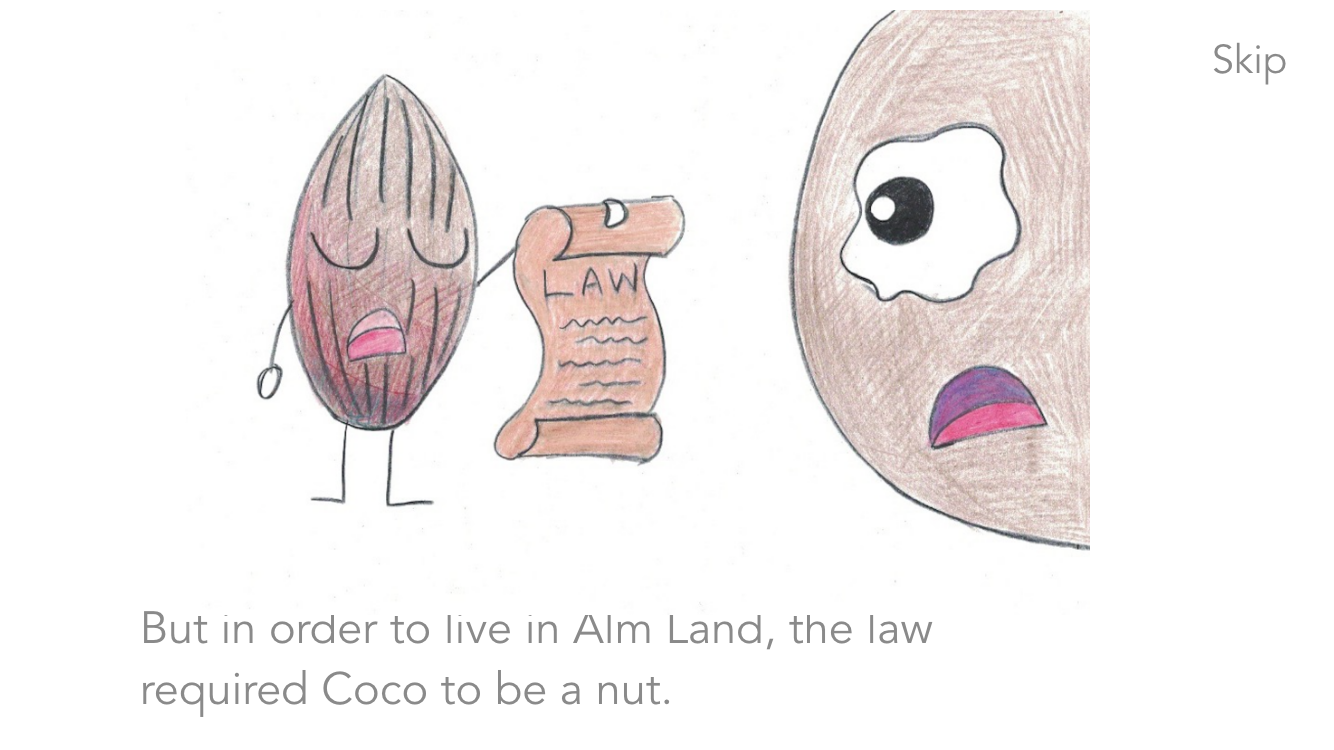 Skip
LAW
But in order to live in Alm Land, the law
required Coco to be a nut.